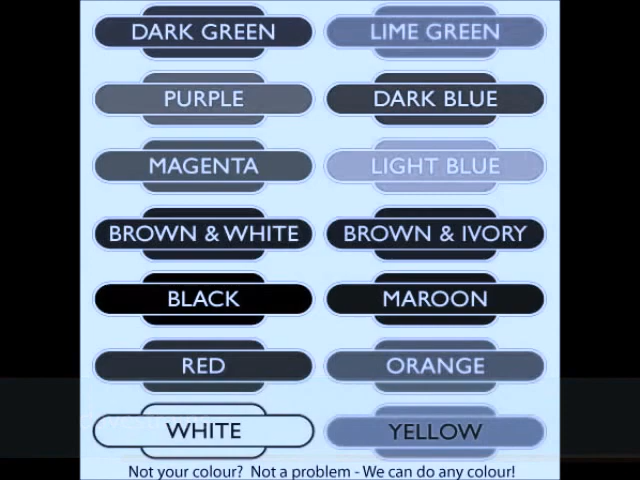 DARK GREEN LIME GREEN
PURPLE DARK BLUE
MAGENTA LIGHT BLUE
BROWN & WHITE BROWN & IVORY
BLACK MAROON
RED ORANGE
WHITE YELLOW
Not your colour? Not a problem - We can do any colour!